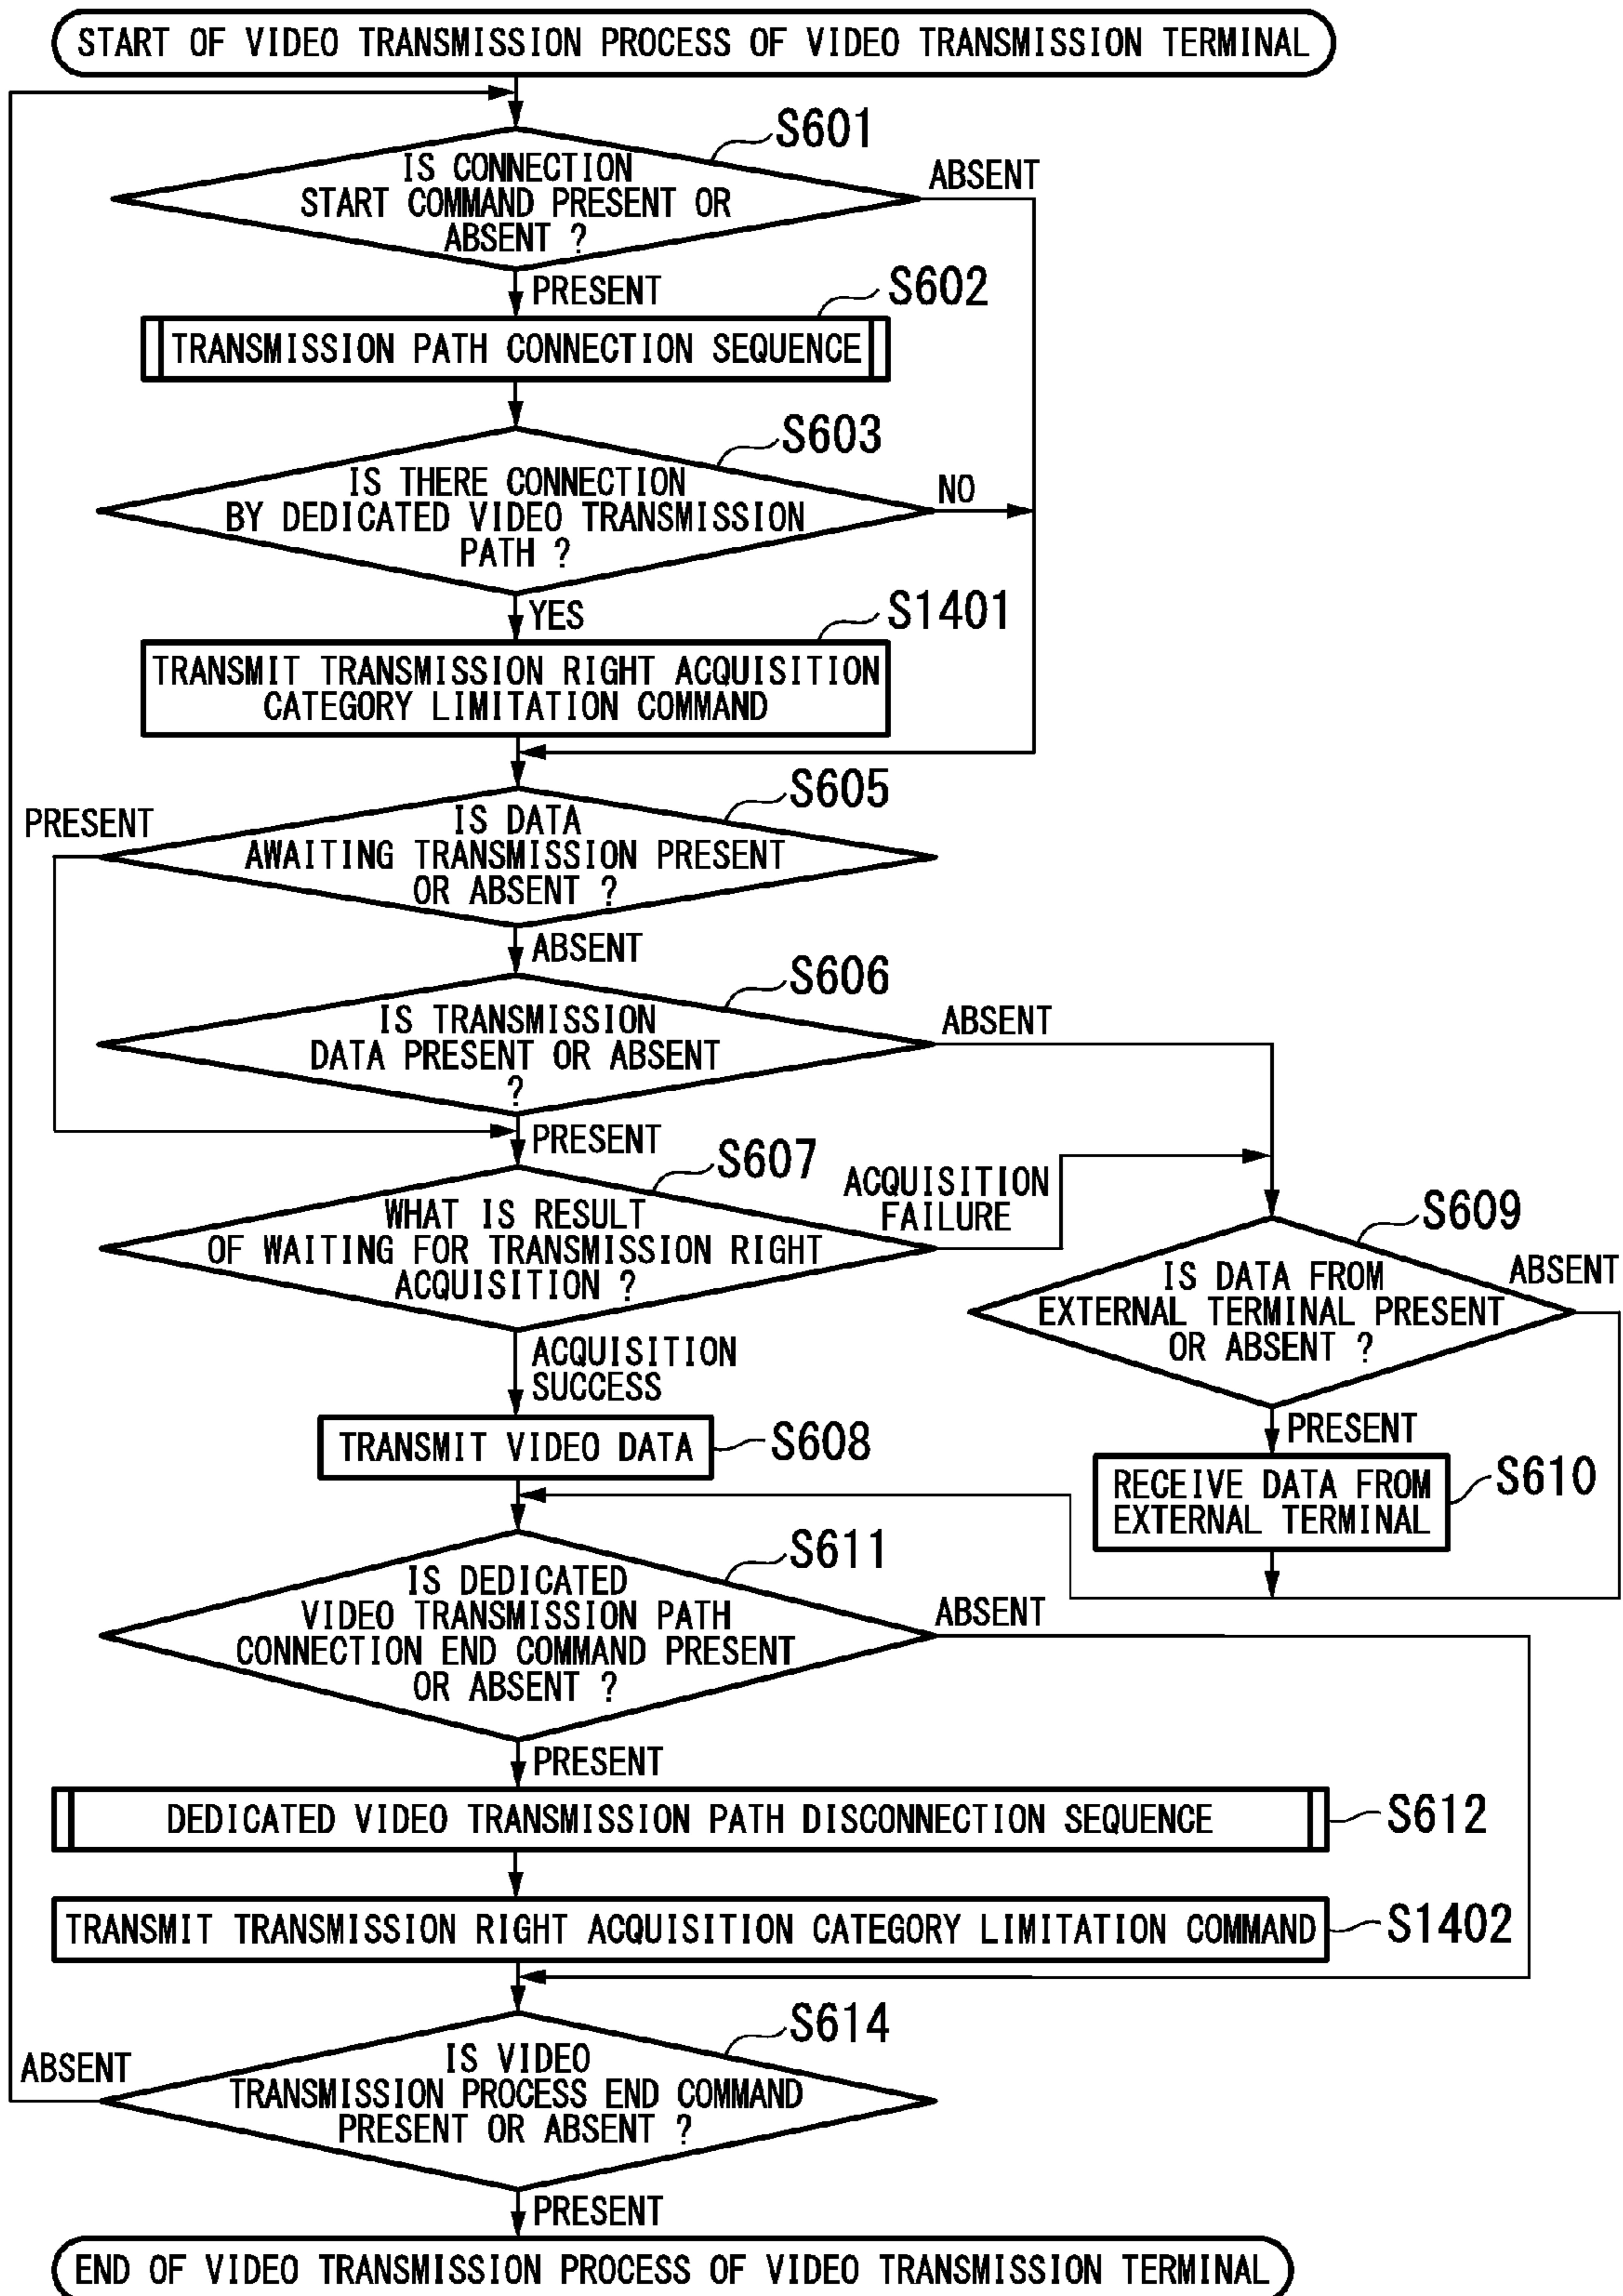 START OF VIDEO TRANSMISSION PROCESS OF VIDEO TRANSMISSION TERMINAL
S601
IS CONNECTION
START COMMAND PRESENT OR
ABSENT ?
ABSENT
PRESENT
S602
TRANSMISSION PATH CONNECTION SEQUENCE
S603
IS THERE CONNECTION
BY DEDICATED VIDEO TRANSMISSION
PATH ?
NO
YES
S1401
TRANSMIT TRANSMISSION RIGHT ACQUISITION
CATEGORY LIMITATION COMMAND
S605
PRESENT
IS DATA
AWAITING TRANSMISSION PRESENT
OR ABSENT ?
ABSENT
S606
IS TRANSMISSION
DATA PRESENT OR ABSENT
?
ABSENT
PRESENT
S607
WHAT IS RESULT
OF WAITING FOR TRANSMISSION RIGHT
ACQUISITION ?
ACQUISITION
FAILURE
S609
IS DATA FROM
EXTERNAL TERMINAL PRESENT
OR ABSENT ?
ABSENT
ACQUISITION
SUCCESS
PRESENT
TRANSMIT VIDEO DATA
S608
RECEIVE DATA FROM
EXTERNAL TERMINAL
S610
S611
IS DEDICATED
VIDEO TRANSMISSION PATH
CONNECTION END COMMAND PRESENT
OR ABSENT ?
ABSENT
PRESENT
DEDICATED VIDEO TRANSMISSION PATH DISCONNECTION SEQUENCE
S612
TRANSMIT TRANSMISSION RIGHT ACQUISITION CATEGORY LIMITATION COMMAND
S1402
S614
ABSENT
IS VIDEO
TRANSMISSION PROCESS END COMMAND
PRESENT OR ABSENT ?
PRESENT
END OF VIDEO TRANSMISSION PROCESS OF VIDEO TRANSMISSION TERMINAL